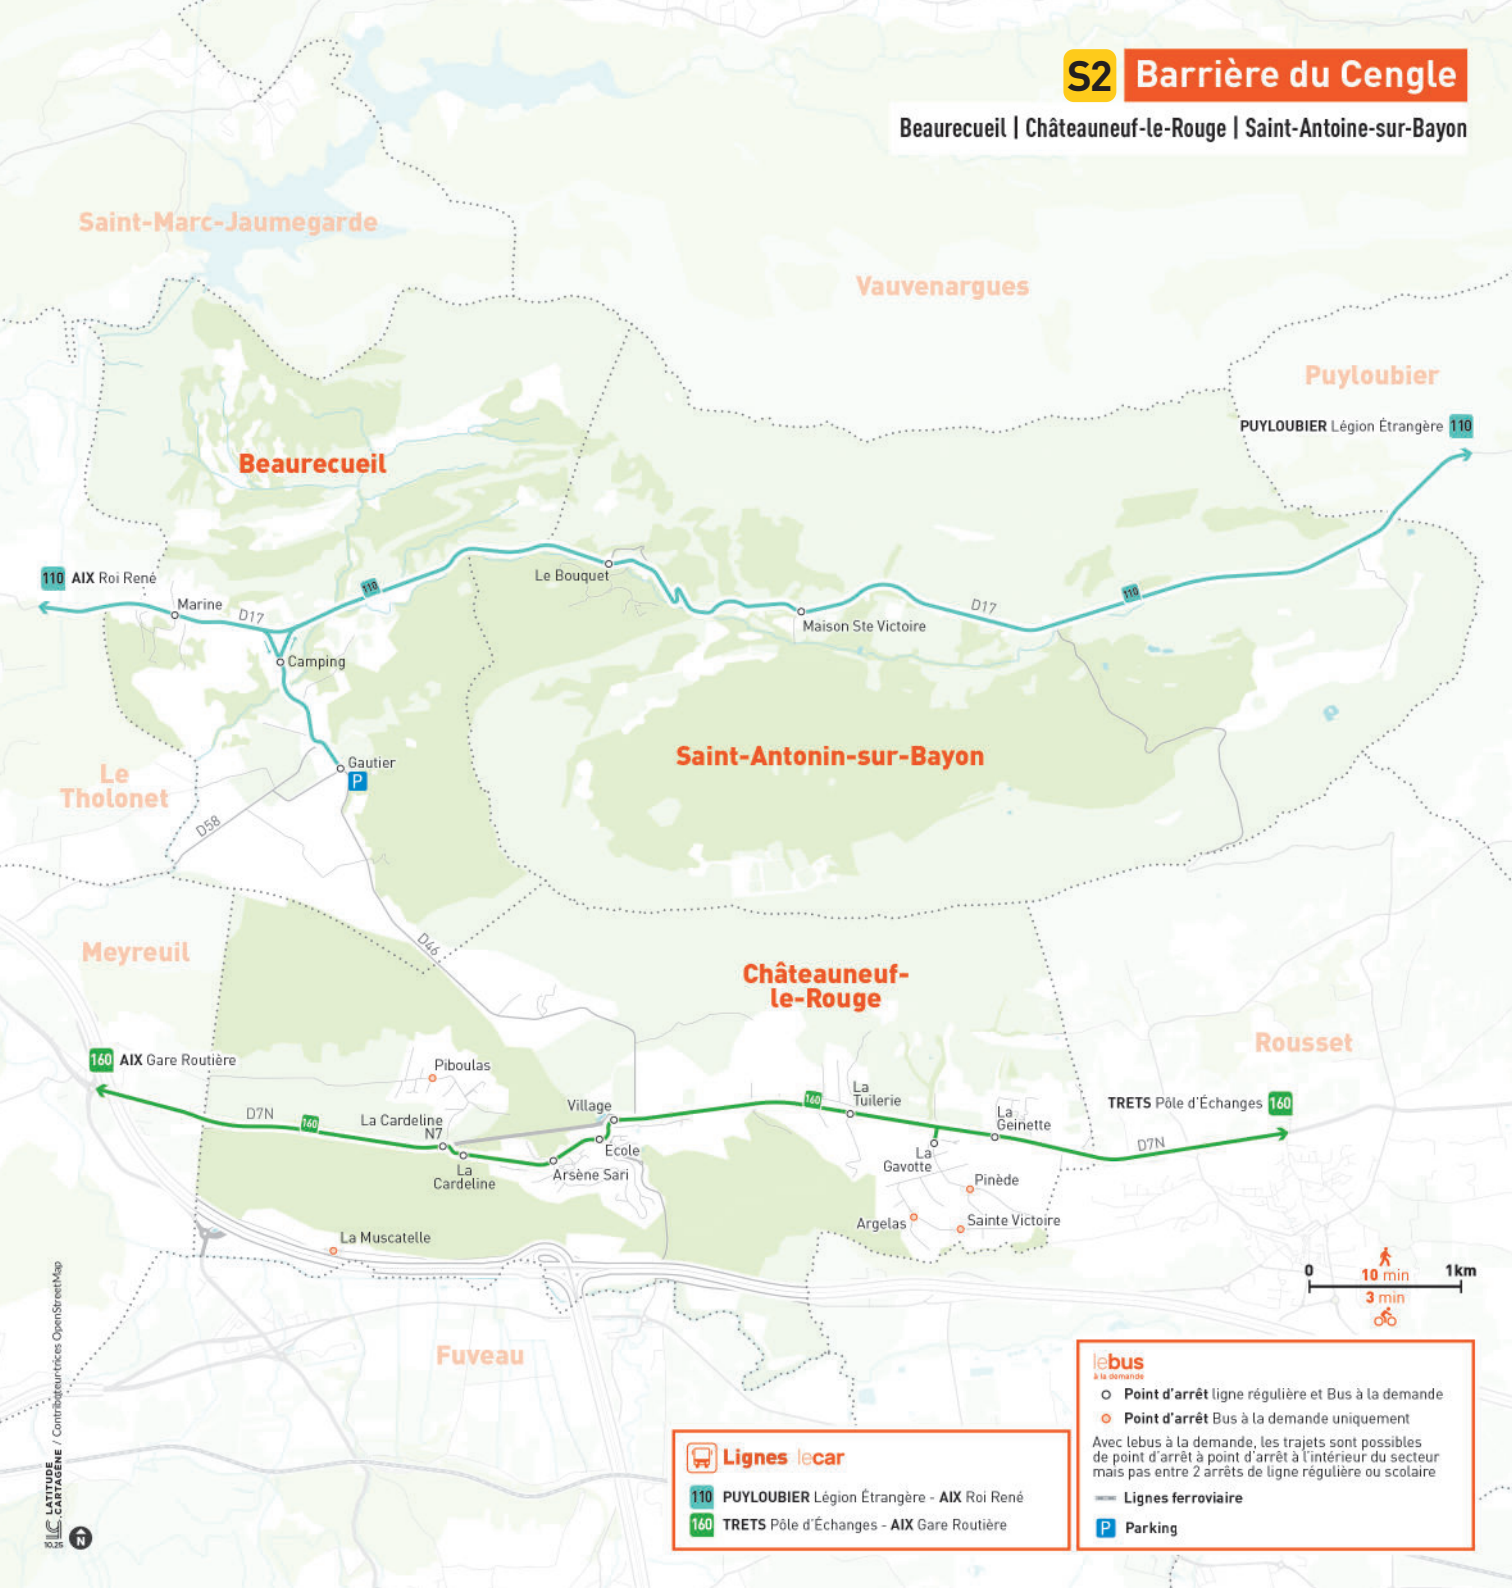 S2 Barrière du Cengle
Beaurecueil | Châteauneuf-le-Rouge | Saint-Antoine-sur-Bayon
Saint-Marc-Jaumegarde
Vauvenargues
Puyloubier
PUYLOUBIER Légion Étrangère 110
Beaurecueil
110 AIX Roi René
110
Le Bouquet
Marine
D17
110
D17
Maison Ste Victoire
Camping
Saint-Antonin-sur-Bayon
Gautier
P
Le
Tholonet
D58
D46
Meyreuil
Châteauneuf-
le-Rouge
Rousset
160 AIX Gare Routière
Piboulas
La
Tuilerie
160
TRETS Pôle d'Échanges 160
D7N
160
La Cardeline
N7
Village
La
Geinette
D7N
Ecole
La
Gavotte
La
Cardeline
Arsène Sari
Pinède
Argelas
Sainte Victoire
La Muscatelle
0
10 min
1km
3 min
Fuveau
lebus
à la demande
Point d'arrêt ligne régulière et Bus à la demande
Point d'arrêt Bus à la demande uniquement
Avec lebus à la demande, les trajets sont possibles
de point d'arrêt à point d'arrêt à l'intérieur du secteur
mais pas entre 2 arrêts de ligne régulière ou scolaire
Lignes ferroviaire
P Parking
Lignes lecar
110 PUYLOUBIER Légion Étrangère - AIX Roi René
160 TRETS Pôle d'Échanges - AIX Gare Routière
LATITUDE
CARTAGÈNE / Contributeur·trices OpenStreetMap
10.25
N